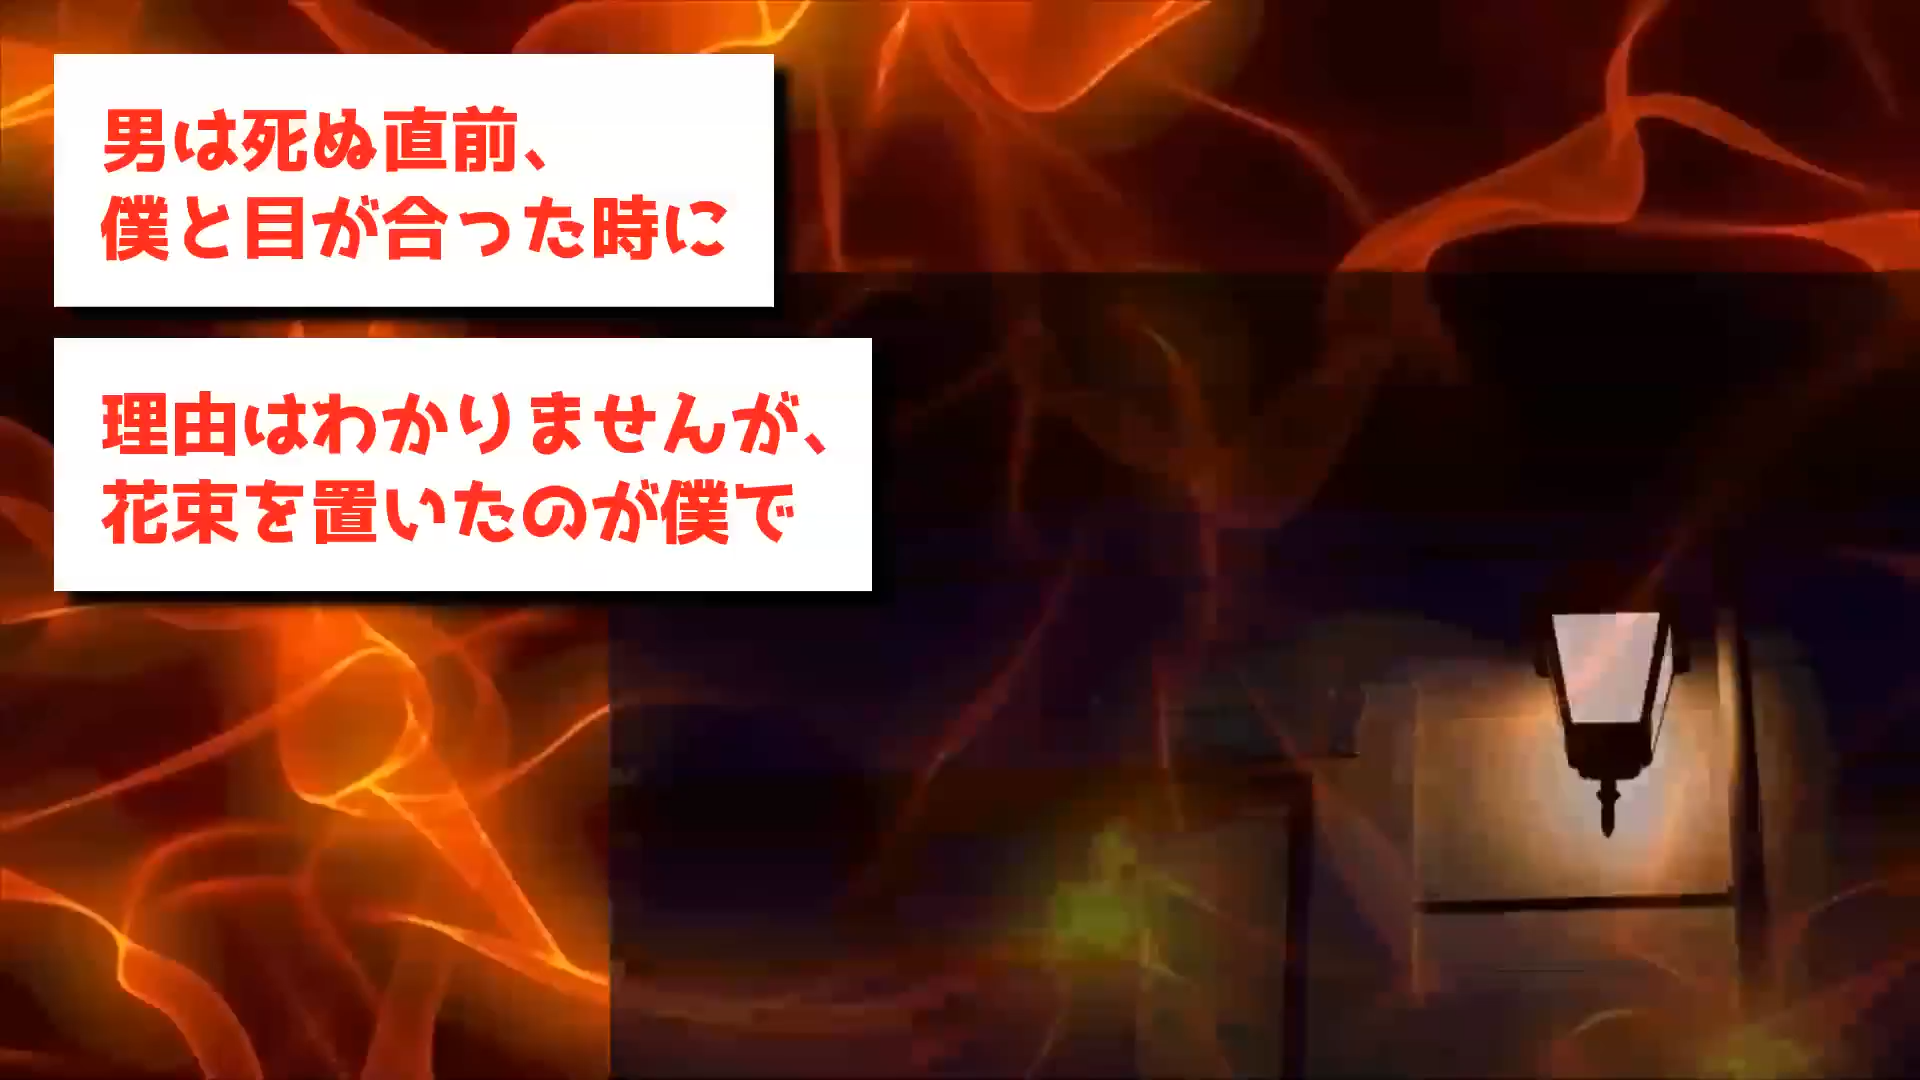 男は死ぬ直前、
僕と目が合った時に
理由はわかりませんが、
花束を置いたのが僕で